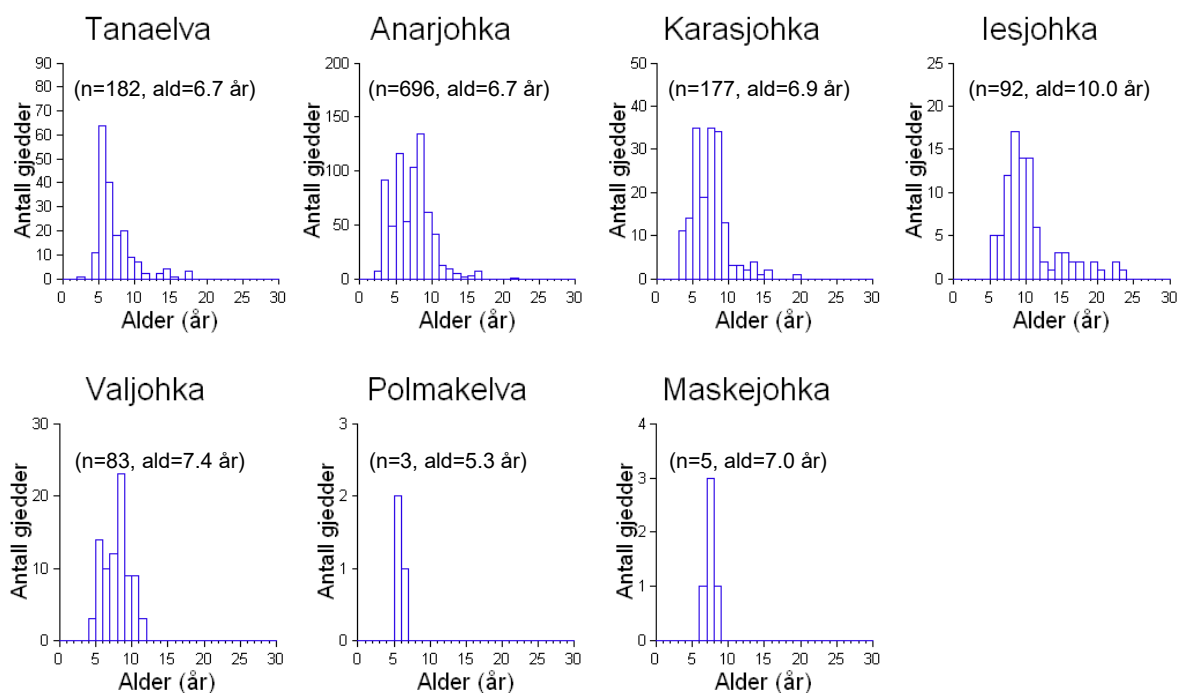 Tanaelva
Anarjohka
Karasjohka
Iesjohka
(n=182, ald=6.7 år)
(n=696, ald=6.7 år)
(n=177, ald=6.9 år)
(n=92, ald=10.0 år)
Antall gjedder
90
80
70
60
50
40
30
20
10
0
0 5 10 15 20 25 30
Alder (år)
Antall gjedder
200
150
100
50
0
0 5 10 15 20 25 30
Alder (år)
Antall gjedder
50
40
30
20
10
0
0 5 10 15 20 25 30
Alder (år)
Antall gjedder
25
20
15
10
5
0
0 5 10 15 20 25 30
Alder (år)
Valjohka
Polmakelva
Maskejohka
(n=83, ald=7.4 år)
(n=3, ald=5.3 år)
(n=5, ald=7.0 år)
Antall gjedder
30
20
10
0
0 5 10 15 20 25 30
Alder (år)
Antall gjedder
3
2
1
0
0 5 10 15 20 25 30
Alder (år)
Antall gjedder
4
3
2
1
0
0 5 10 15 20 25 30
Alder (år)